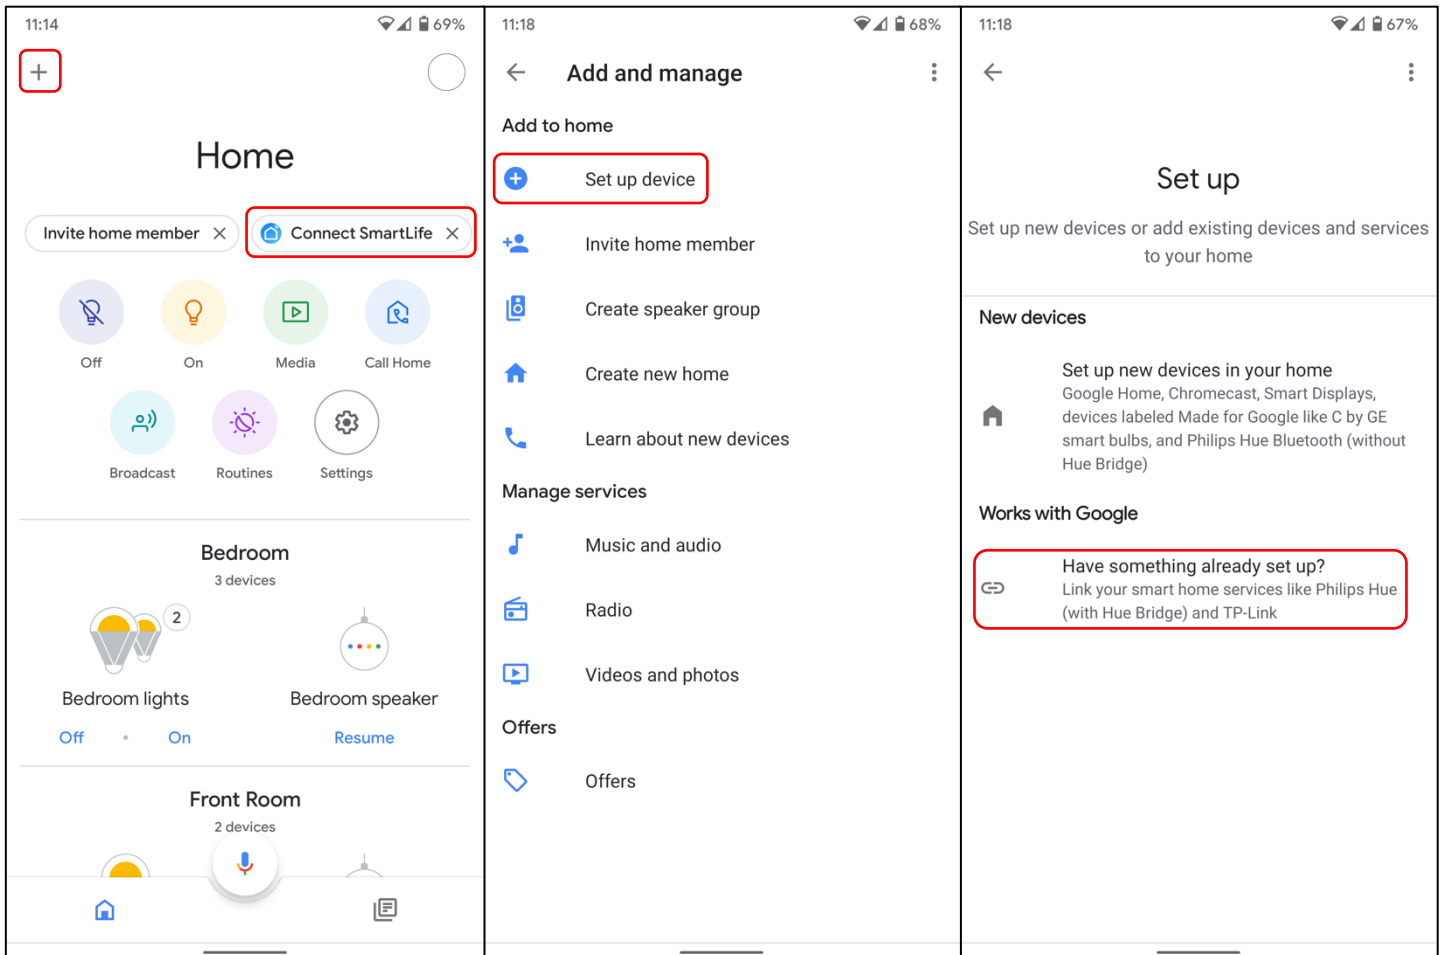 11:14
69%
Home
Invite home member
Connect SmartLife
Off
On
Media
Call Home
Broadcast
Routines
Settings
Bedroom
3 devices
2
Bedroom lights
Bedroom speaker
Off
On
Resume
Front Room
2 devices
11:18
68%
Add and manage
Add to home
Set up device
Invite home member
Create speaker group
Create new home
Learn about new devices
Manage services
Music and audio
Radio
Videos and photos
Offers
Offers
11:18
67%
Set up
Set up new devices or add existing devices and services
to your home
New devices
Set up new devices in your home
Google Home, Chromecast, Smart Displays,
devices labeled Made for Google like C by GE
smart bulbs, and Philips Hue Bluetooth (without
Hue Bridge)
Works with Google
Have something already set up?
Link your smart home services like Philips Hue
(with Hue Bridge) and TP-Link